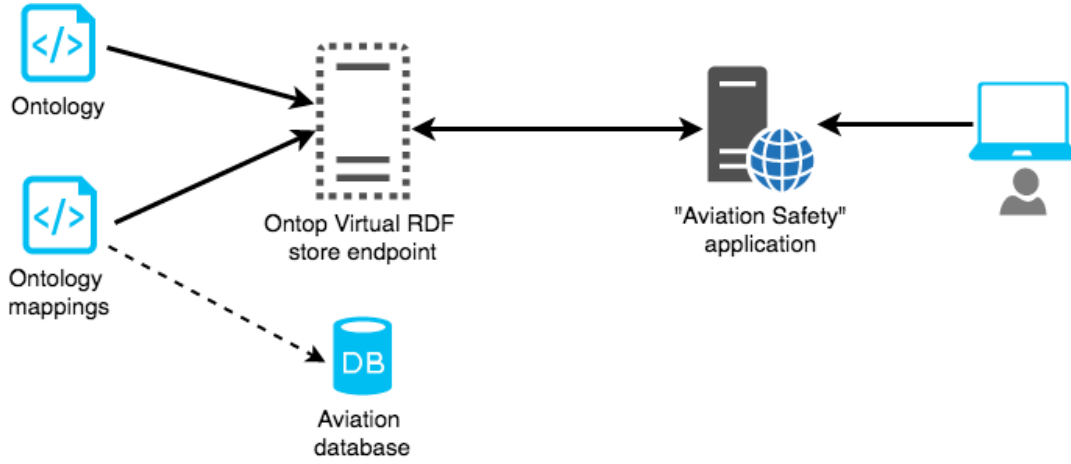 </>
Ontology
</>
Ontology
mappings
Ontop Virtual RDF
store endpoint
"Aviation Safety"
application
DB
Aviation
database